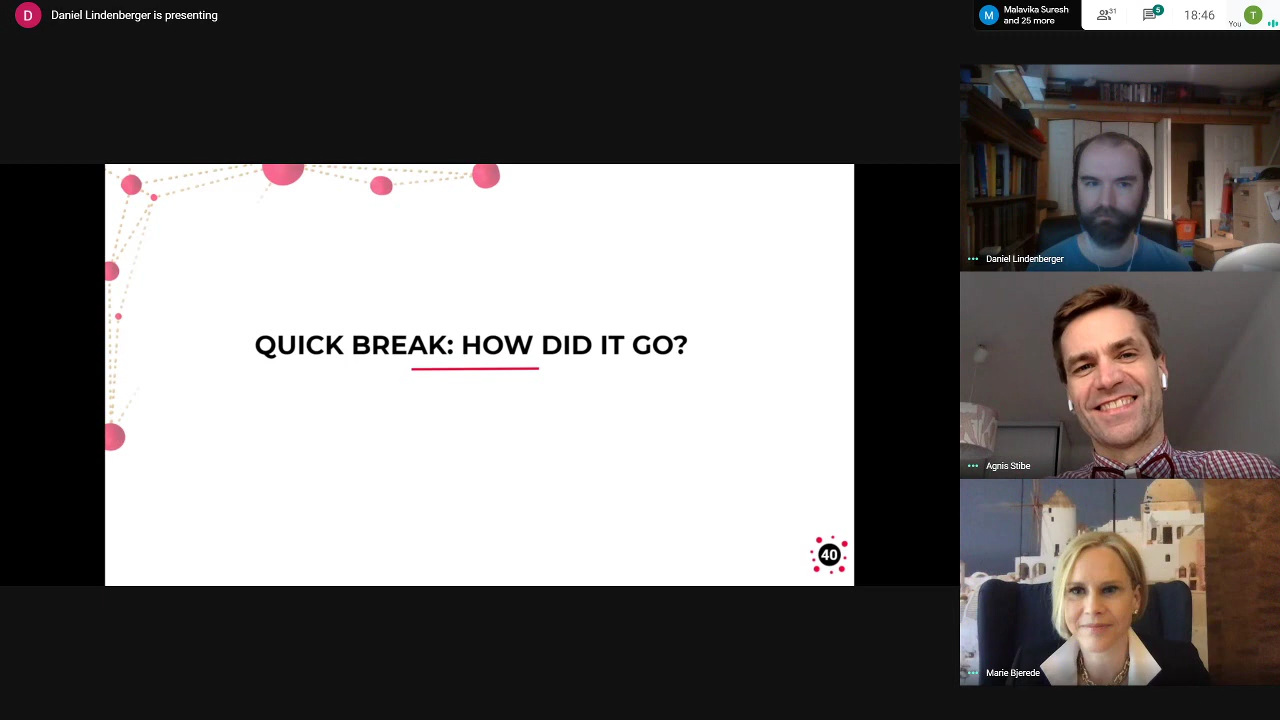 D
Daniel Lindenberger is presenting
M
Malavika Suresh
and 25 more
31
5
18:46
You
T
Daniel Lindenberger
QUICK BREAK: HOW DID IT GO?
Agnis Stibe
40
Marie Bjerede